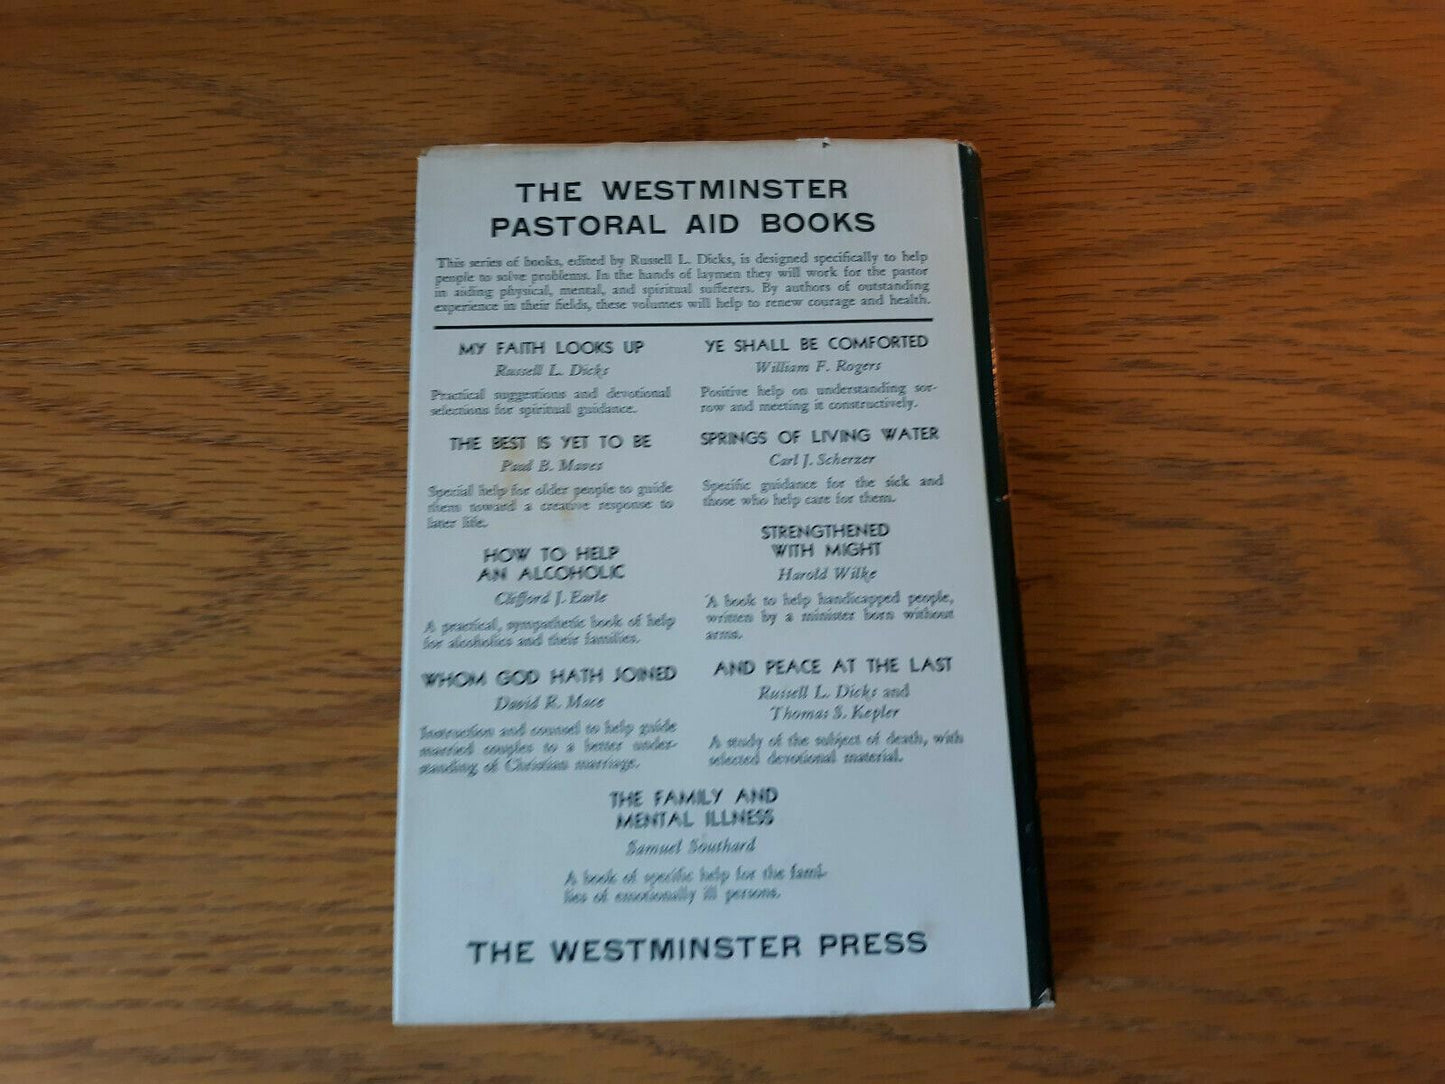 THE WESTMINSTER
PASTORAL AID BOOKS
This series of books, edited by Russell L. Dicks, is designed specifically to help
people to solve problems. In the hands of laymen they will work for the pastor
in aiding physical, mental, and spiritual sufferers. By authors of outstanding
experience in their fields, these volumes will help to renew courage and health.
MY FAITH LOOKS UP
Russell L. Dicks
Practical suggestions and devotional
selections for spiritual guidance.
THE BEST IS YET TO BE
Paul B. Maves
Special help for older people to guide
them toward a creative response to
later life.
HOW TO HELP
AN ALCOHOLIC
Clifford J. Earle
A practical, sympathetic book of help
for alcoholics and their families.
WHOM GOD HATH JOINED
David R. Mace
Instruction and counsel to help guide
married couples to a better under-
standing of Christian marriage.
YE SHALL BE COMFORTED
William F. Rogers
Positive help on understanding sor-
row and meeting it constructively.
SPRINGS OF LIVING WATER
Carl J. Scherzer
Specific guidance for the sick and
those who help care for them.
STRENGTHENED
WITH MIGHT
Harold Wilke
A book to help handicapped people,
written by a minister born without
arms.
AND PEACE AT THE LAST
Russell L. Dicks and
Thomas S. Kepler
A study of the subject of death, with
selected devotional material.
THE FAMILY AND
MENTAL ILLNESS
Samuel Southard
A book of specific help for the fami-
lies of emotionally ill persons.
THE WESTMINSTER PRESS